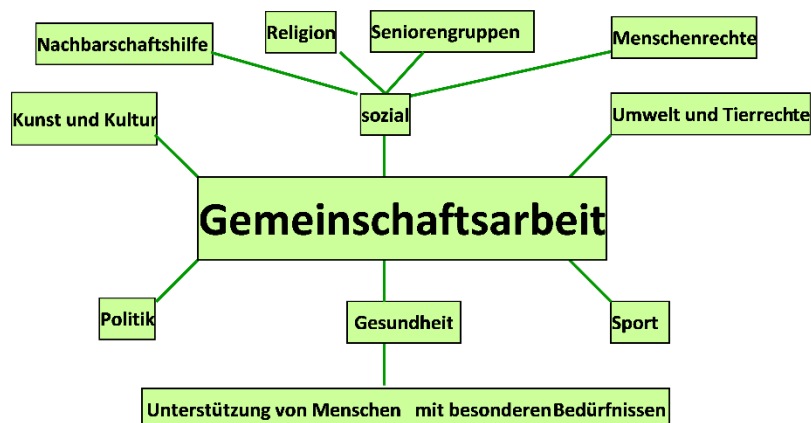 Religion
Seniorengruppen
Nachbarschaftshilfe
Menschenrechte
sozial
Kunst und Kultur
Umwelt und Tierrechte
Gemeinschaftsarbeit
Politik
Gesundheit
Sport
Unterstützung von Menschen mit besonderen Bedürfnissen